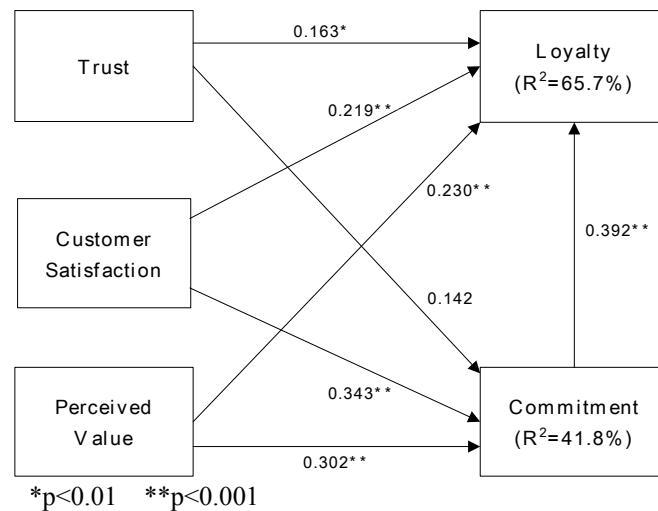 0.163*
Trust
Loyalty
(R²=65.7%)
0.219**
0.230**
Customer
Satisfaction
0.392**
0.142
Perceived
Value
0.343**
Commitment
(R²=41.8%)
0.302**
*p<0.01 **p<0.001